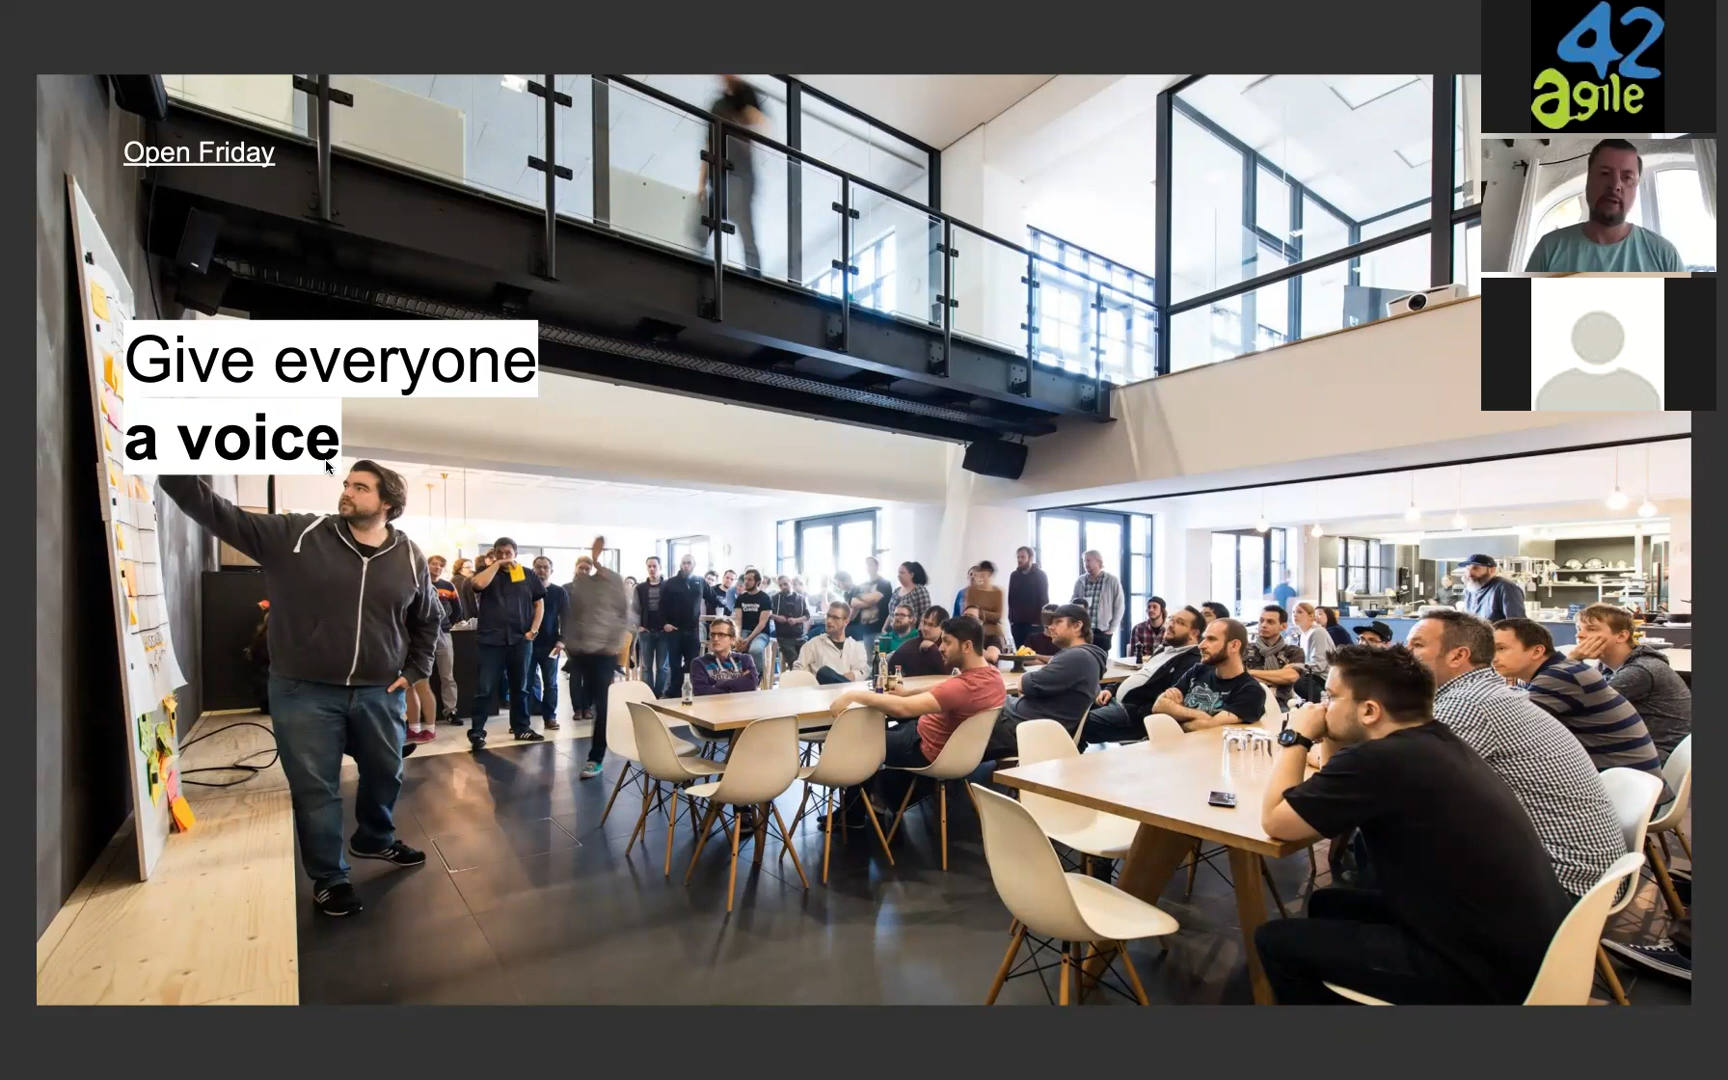 Open Friday
Give everyone
a voice
42
agile